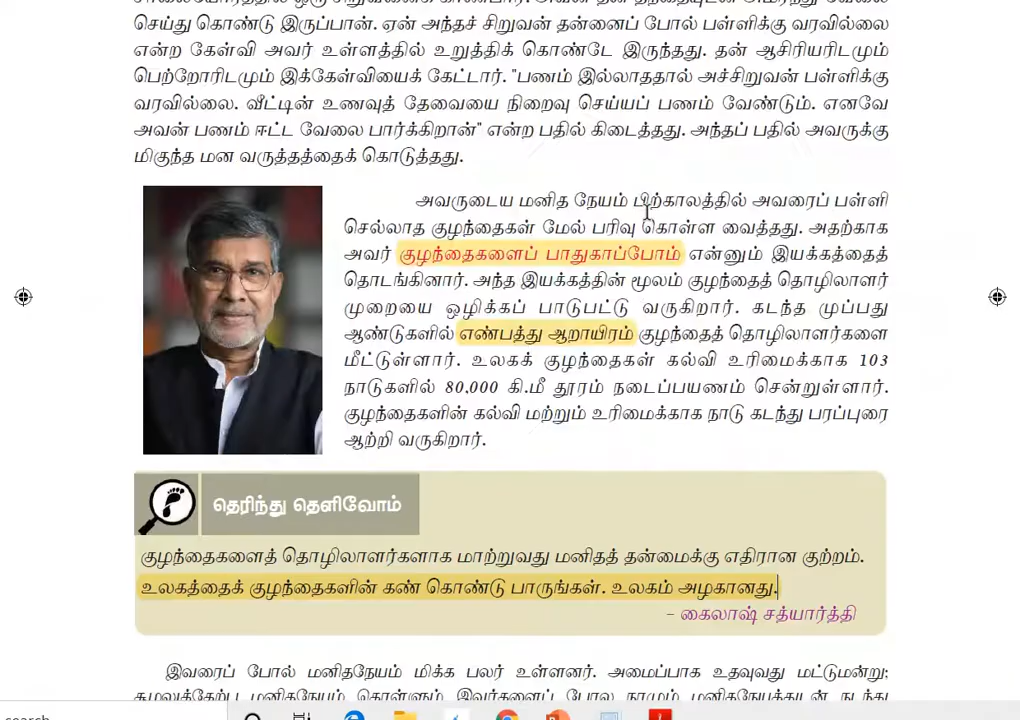 செய்து கொண்டு இருப்பான். ஏன் அந்தச் சிறுவன் தன்னைப் போல் பள்ளிக்கு வரவில்லை
என்ற கேள்வி அவர் உள்ளத்தில் உறுத்திக் கொண்டே இருந்தது. தன் ஆசிரியரிடமும்
பெற்றோரிடமும் இக்கேள்வியைக் கேட்டார். "பணம் இல்லாததால் அச்சிறுவன் பள்ளிக்கு
வரவில்லை. வீட்டின் உணவுத் தேவையை நிறைவு செய்யப் பணம் வேண்டும். எனவே
அவன் பணம் ஈட்ட வேலை பார்க்கிறான்" என்ற பதில் கிடைத்தது. அந்தப் பதில் அவருக்கு
மிகுந்த மன வருத்தத்தைக் கொடுத்தது.
அவருடைய மனித நேயம் பிற்காலத்தில் அவரைப் பள்ளி
செல்லாத குழந்தைகள் மேல் பரிவு கொள்ள வைத்தது. அதற்காக
அவர் குழந்தைகளைப் பாதுகாப்போம் என்னும் இயக்கத்தைத்
தொடங்கினார். அந்த இயக்கத்தின் மூலம் குழந்தைத் தொழிலாளர்
முறையை ஒழிக்கப் பாடுபட்டு வருகிறார். கடந்த முப்பது
ஆண்டுகளில் எண்பத்து ஆறாயிரம் குழந்தைத் தொழிலாளர்களை
மீட்டுள்ளார். உலகக் குழந்தைகள் கல்வி உரிமைக்காக 103
நாடுகளில் 80,000 கி.மீ தூரம் நடைப்பயணம் சென்றுள்ளார்.
குழந்தைகளின் கல்வி மற்றும் உரிமைக்காக நாடு கடந்து பரப்புரை
ஆற்றி வருகிறார்.
தெரிந்து தெளிவோம்
குழந்தைகளைத் தொழிலாளர்களாக மாற்றுவது மனிதத் தன்மைக்கு எதிரான குற்றம்.
உலகத்தைக் குழந்தைகளின் கண் கொண்டு பாருங்கள். உலகம் அழகானது.
- கைலாஷ் சத்யார்த்தி
இவரைப் போல் மனிதநேயம் மிக்க பலர் உள்ளனர். அமைப்பாக உதவுவது மட்டுமன்று;